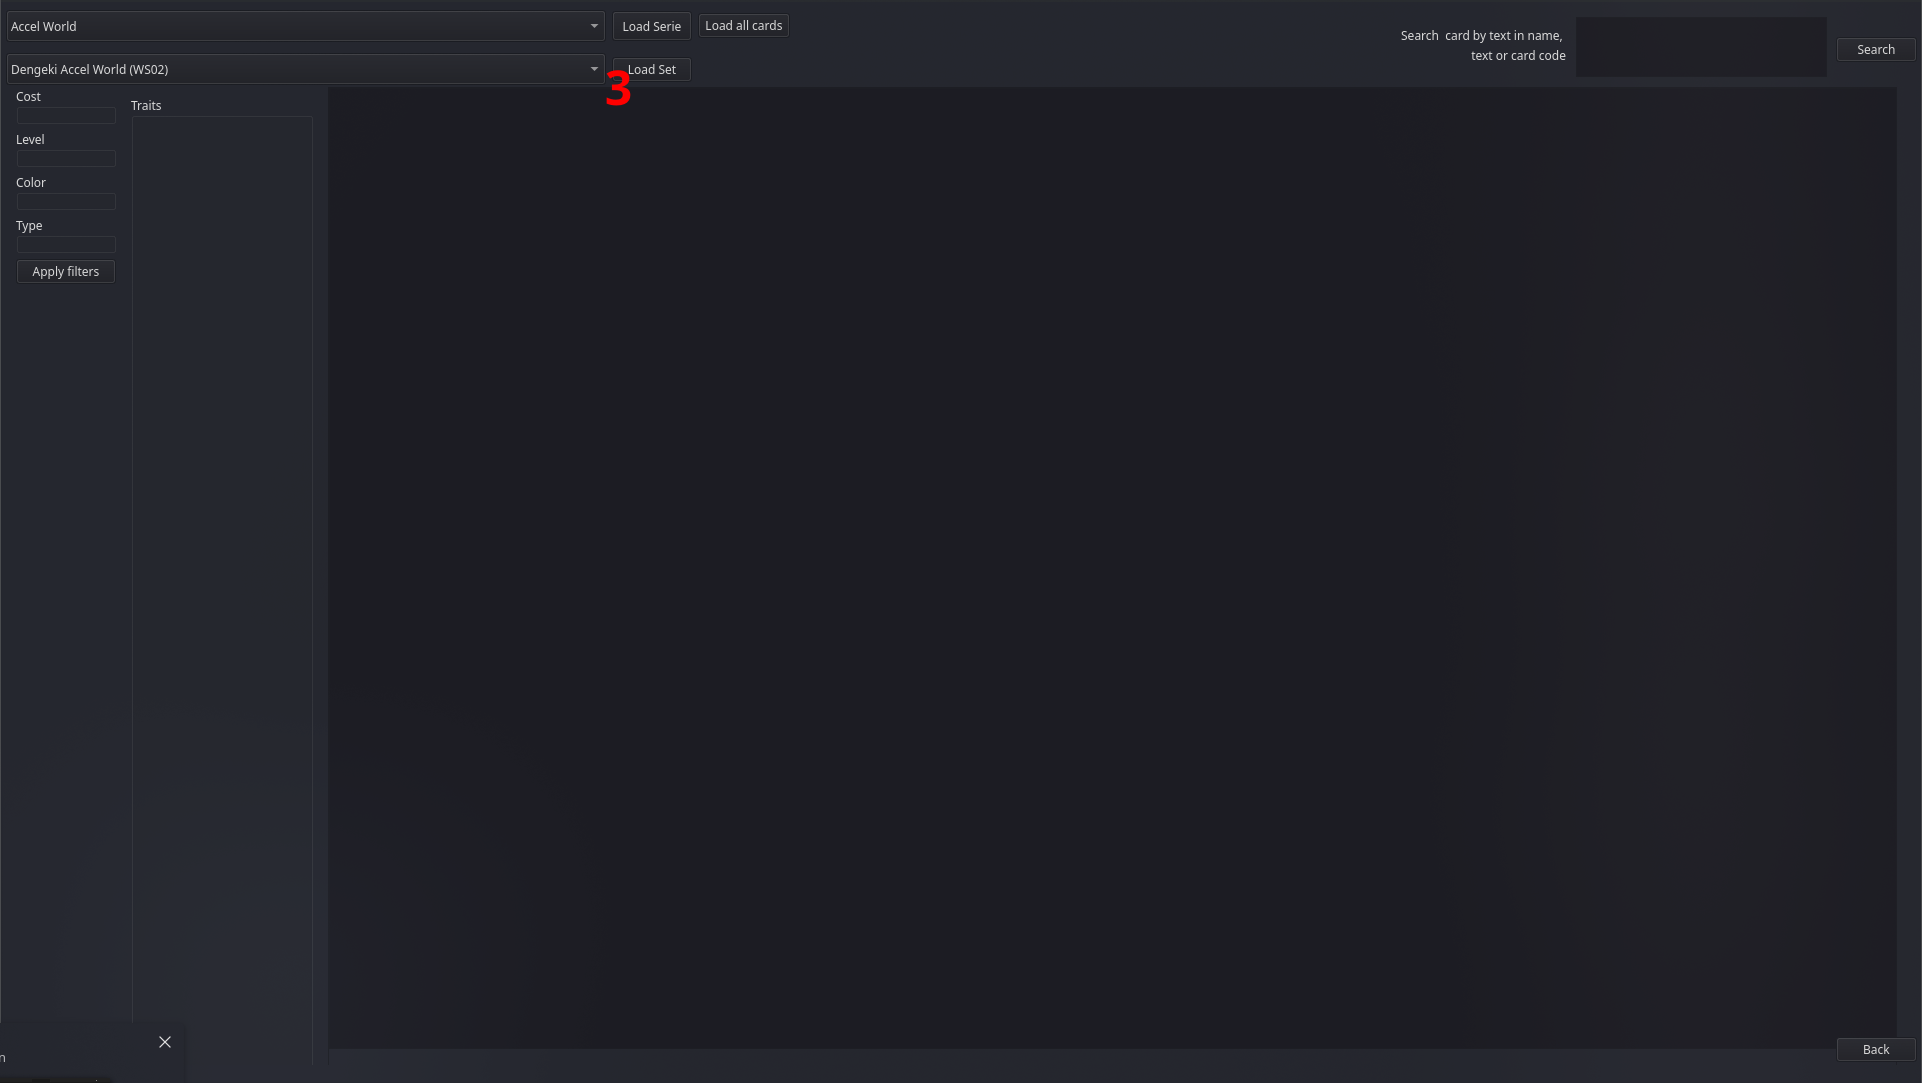 Accel World
Load Serie
Load all cards
Search  card by text in name,
text or card code
Search
Dengeki Accel World (WS02)
Load Set
3
Cost
Traits
Level
Color
Type
Apply filters
n
Back